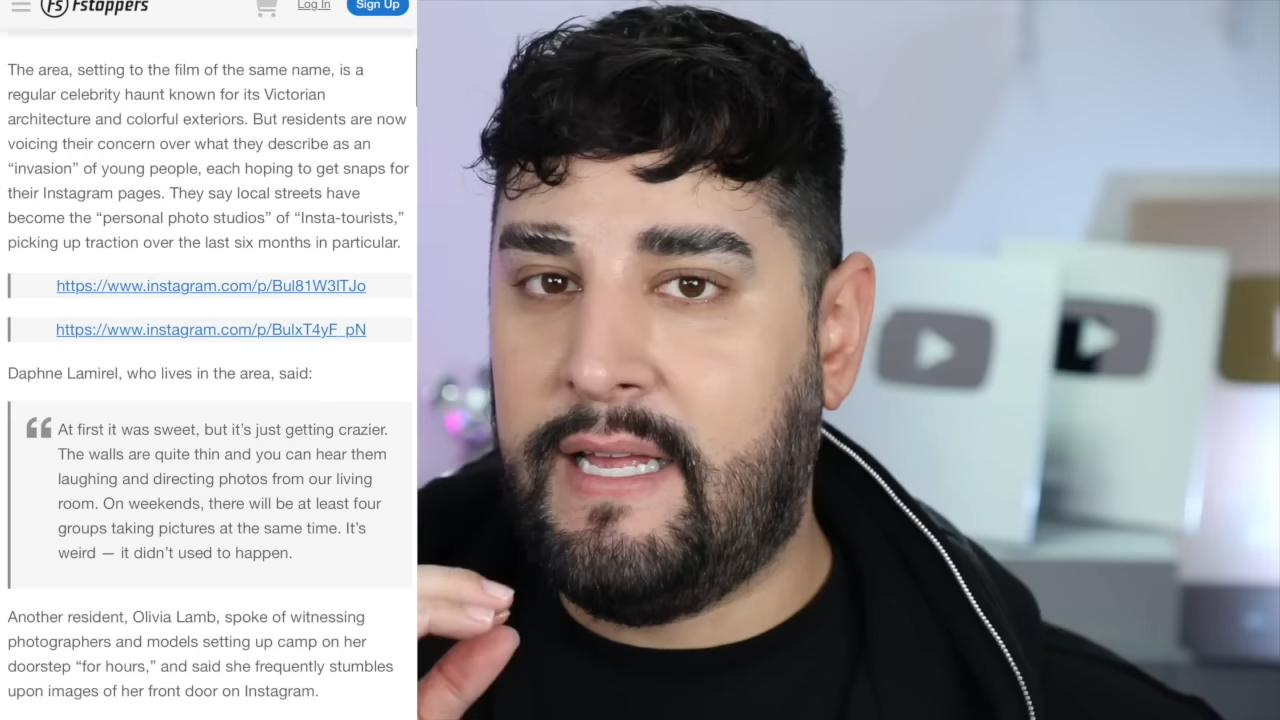 Fs Fstoppers
Log In
Sign Up
The area, setting to the film of the same name, is a
regular celebrity haunt known for its Victorian
architecture and colorful exteriors. But residents are now
voicing their concern over what they describe as an
“invasion” of young people, each hoping to get snaps for
their Instagram pages. They say local streets have
become the “personal photo studios” of “Insta-tourists,”
picking up traction over the last six months in particular.
https://www.instagram.com/p/Bul81W3lTJo
https://www.instagram.com/p/BulxT4yF_pN
Daphne Lamirel, who lives in the area, said:
“ At first it was sweet, but it’s just getting crazier.
The walls are quite thin and you can hear them
laughing and directing photos from our living
room. On weekends, there will be at least four
groups taking pictures at the same time. It’s
weird — it didn’t used to happen.
Another resident, Olivia Lamb, spoke of witnessing
photographers and models setting up camp on her
doorstep “for hours,” and said she frequently stumbles
upon images of her front door on Instagram.